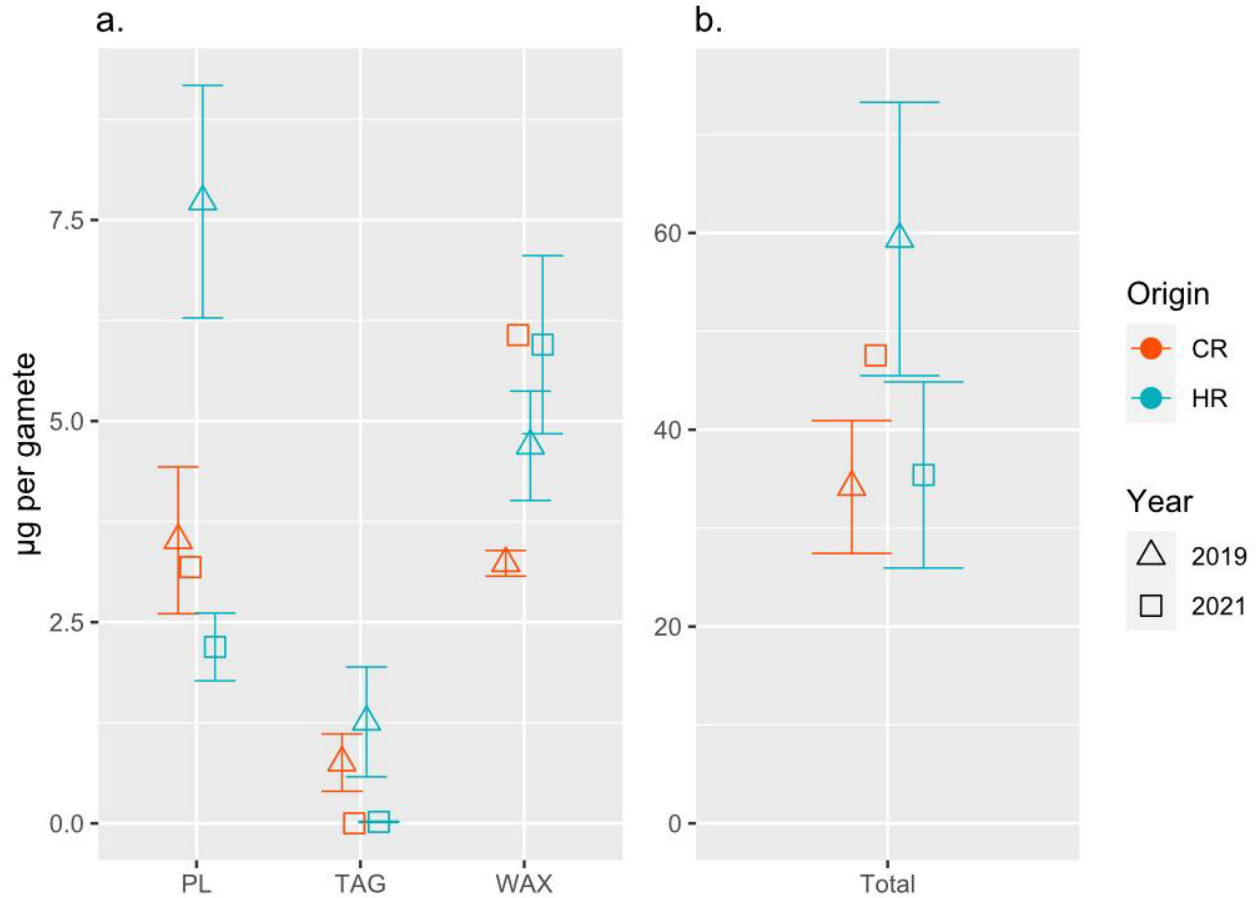 a.
b.
µg per gamete
7.5
5.0
2.5
0.0
PL
TAG
WAX
60
40
20
0
Total
Origin
CR
HR
Year
2019
2021